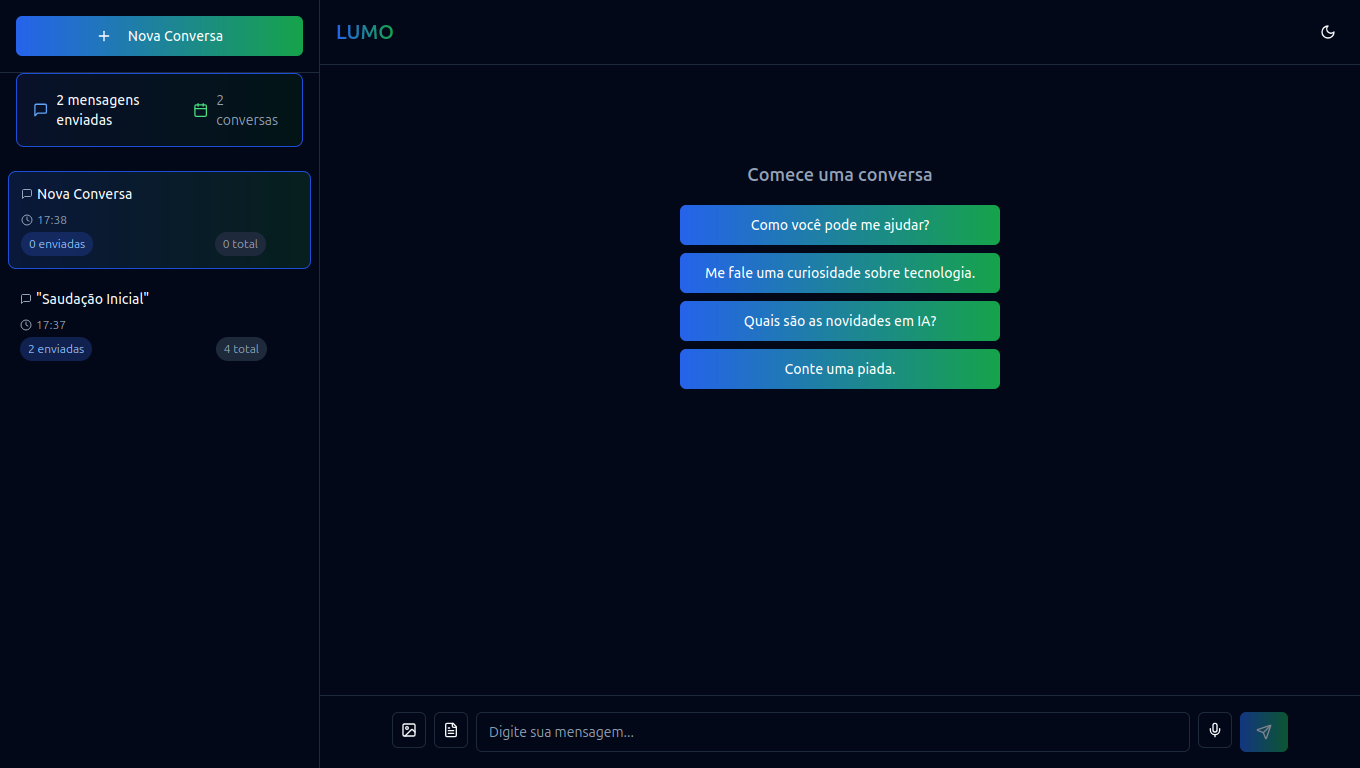 Nova Conversa
2 mensagens
enviadas
2
conversas
Nova Conversa
17:38
0 enviadas
0 total
"Saudação Inicial"
17:37
2 enviadas
4 total
LUMO
Comece uma conversa
Como você pode me ajudar?
Me fale uma curiosidade sobre tecnologia.
Quais são as novidades em IA?
Conte uma piada.
Digite sua mensagem...